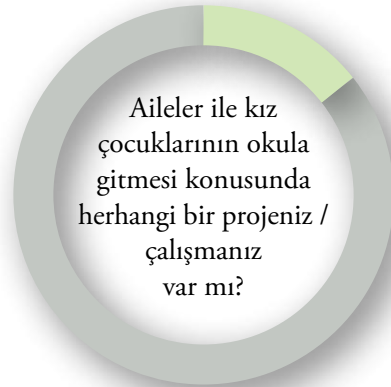 Aileler ile kız
çocuklarının okula
gitmesi konusunda
herhangi bir projeniz /
çalışmanız
var mı?